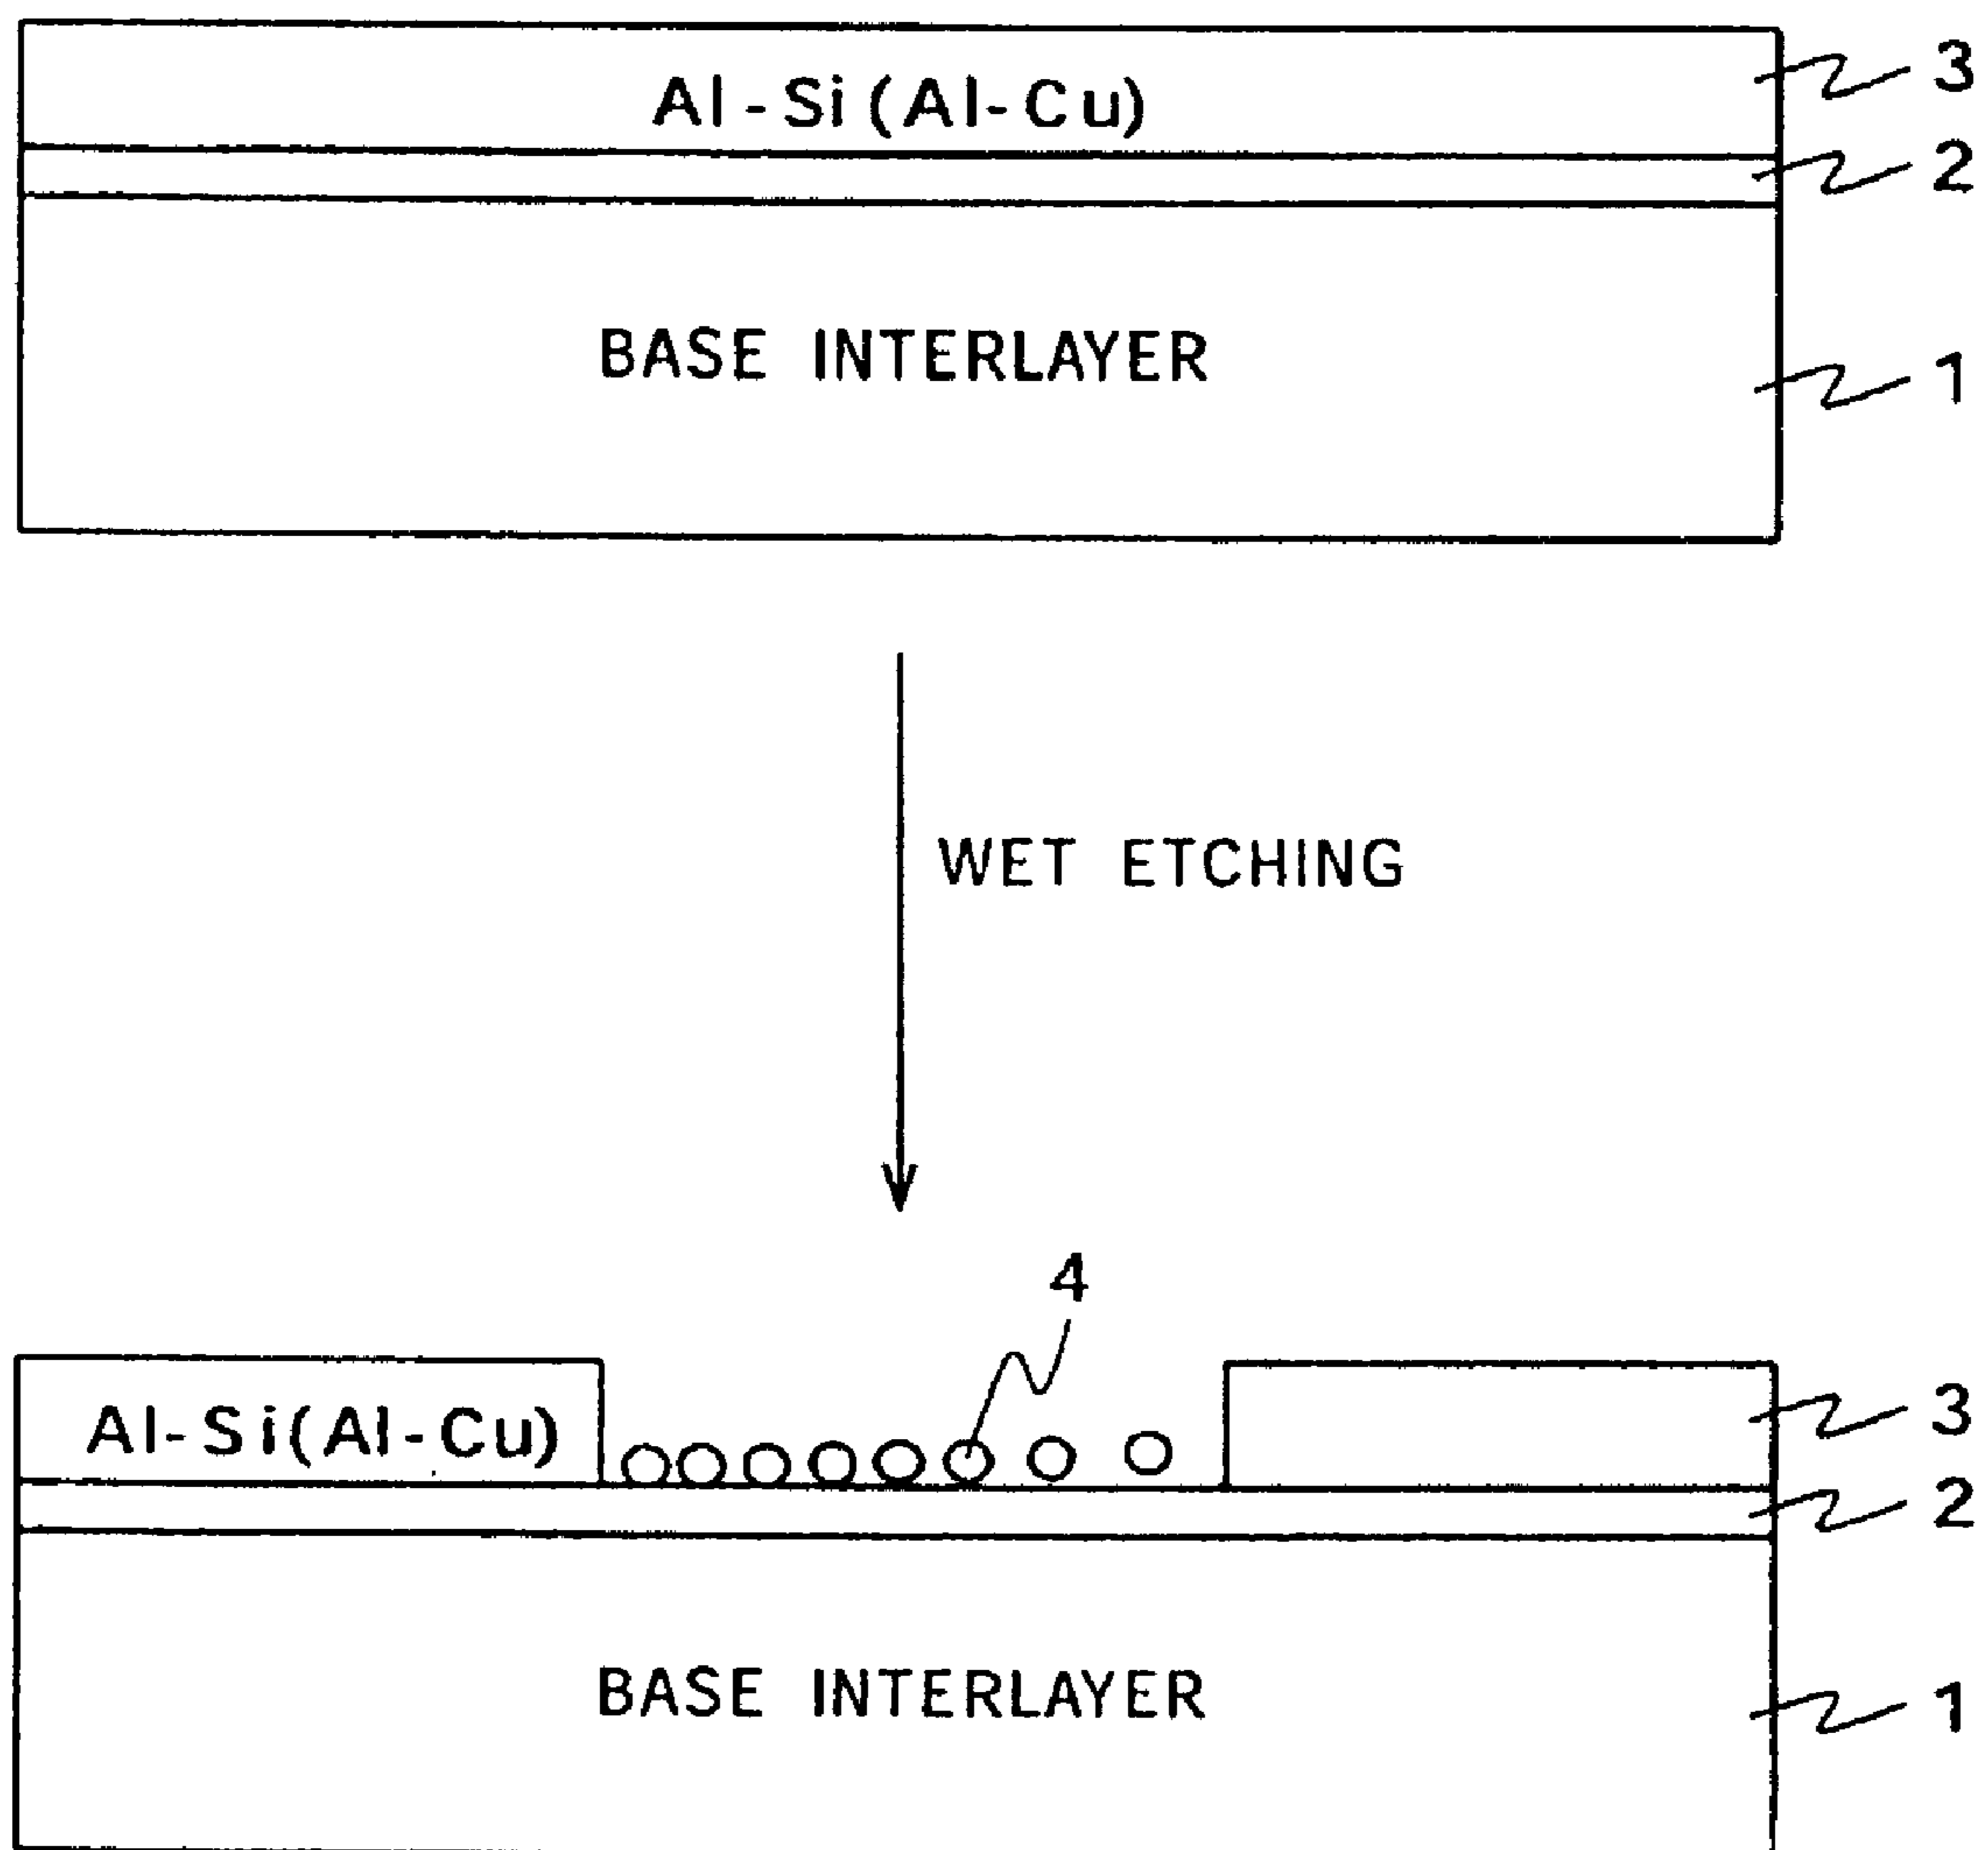 Al-Si(Al-Cu)
3
2
BASE INTERLAYER
1
WET ETCHING
4
Al-Si(Al-Cu)
3
2
BASE INTERLAYER
1